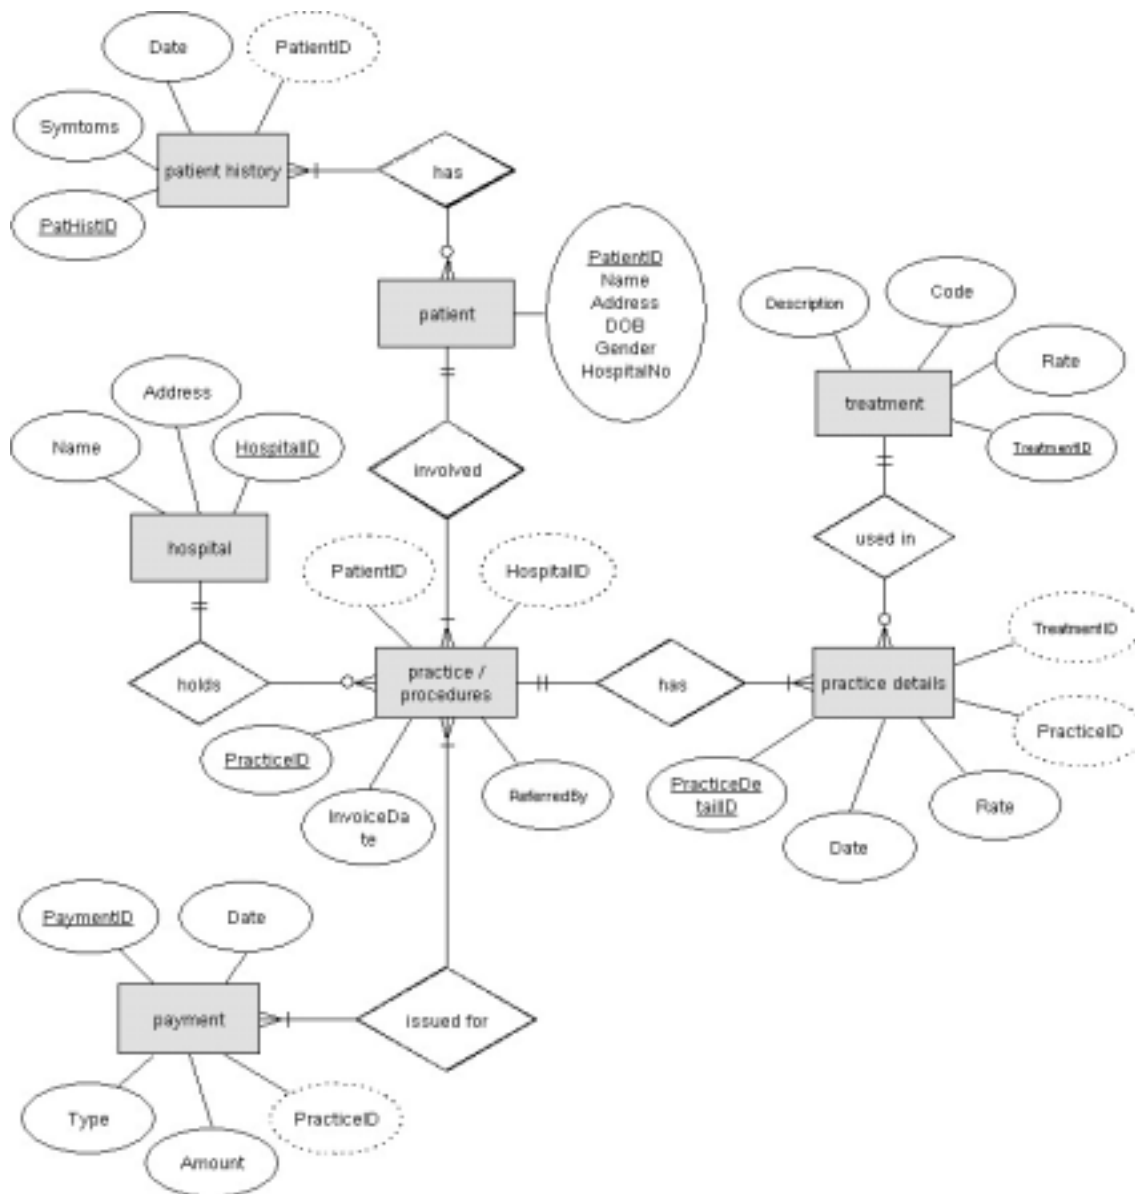 Date
PatientID
Symtoms
patient history
has
PatHistID
PatientID
Name
Address
DOB
Gender
HospitalNo
patient
Description
Code
Rate
treatment
TreatmentID
Address
Name
HospitalID
involved
hospital
used in
PatientID
HospitalID
TreatmentID
holds
practice /
procedures
has
practice details
PracticeID
PracticeID
InvoiceDa
te
ReferredBy
PracticeDe
tailID
Date
Rate
PaymentID
Date
payment
issued for
Type
Amount
PracticeID